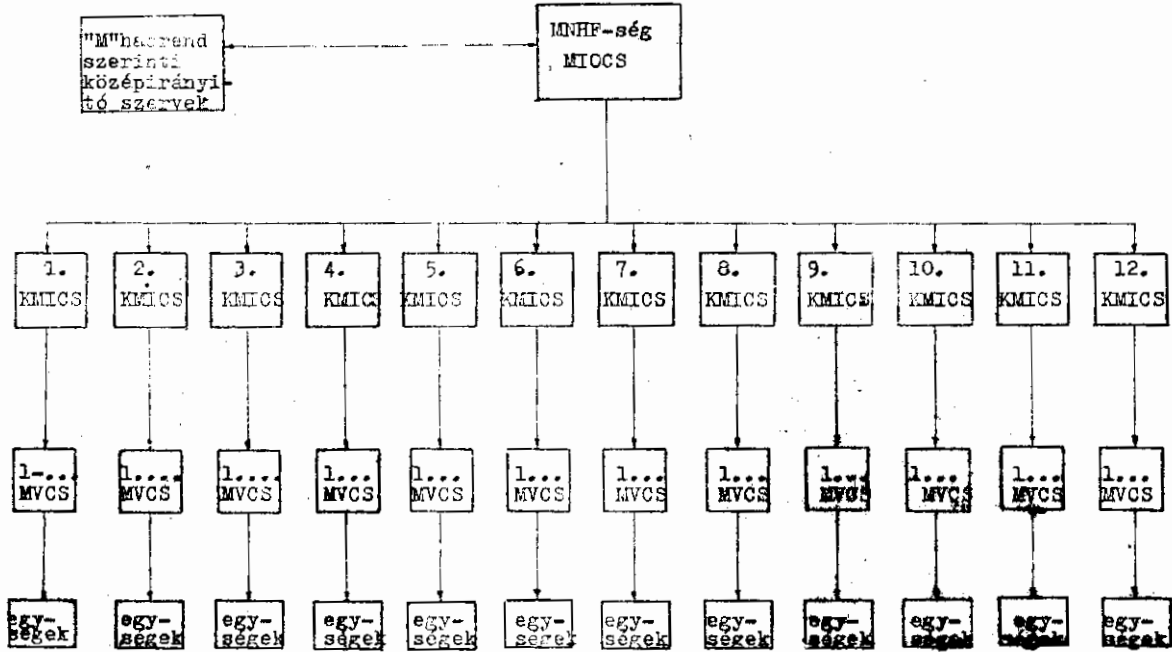 "M"hadrend
szerinti
középirányi
tó szervek
MNHF-ség
MIOCS
1.
KMICS
2.
KMICS
3.
KMICS
4.
KMICS
5.
KMICS
6.
KMICS
7.
KMICS
8.
KMICS
9.
KMICS
10.
KMICS
11.
KMICS
12.
KMICS
1-...
MVCS
1....
MVCS
1...
MVCS
1...
MVCS
1...
MVCS
1...
MVCS
1...
MVCS
1...
MVCS
1...
MVCS
1...
MVCS
1...
MVCS
1...
MVCS
egy-
ségek
egy-
ségek
egy-
ségek
egy-
ségek
egy-
ségek
egy-
ségek
egy-
ségek
egy-
ségek
egy-
ségek
egy-
ségek
egy-
ségek
egy-
ségek